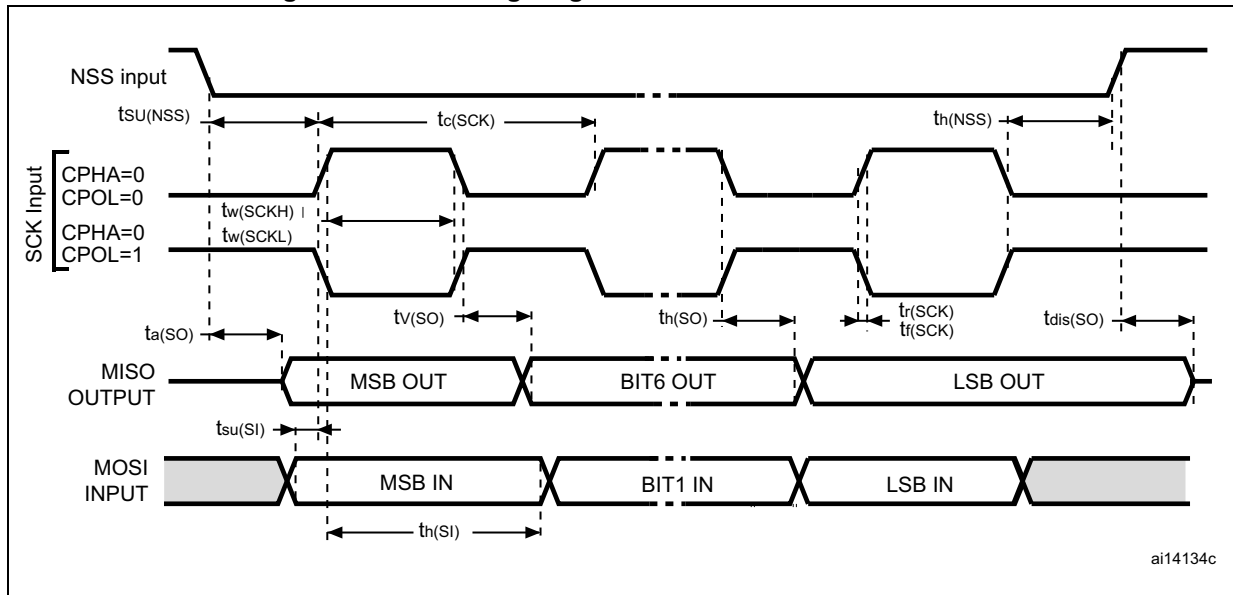 NSS input
tSU(NSS)
tc(SCK)
th(NSS)
SCK Input
CPHA=0
CPOL=0
tw(SCKH)
CPHA=0
tw(SCKL)
CPOL=1
ta(SO)
tV(SO)
th(SO)
tr(SCK)
tf(SCK)
tdis(SO)
MISO
OUTPUT
MSB OUT
BIT6 OUT
LSB OUT
tsu(SI)
MOSI
INPUT
MSB IN
BIT1 IN
LSB IN
th(SI)
ai14134c